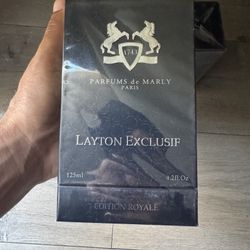 1743
PARFUMS de MARLY
PARIS
LAYTON EXCLUSIF
125ml 4.2fl.Oz
EDITION ROYALE